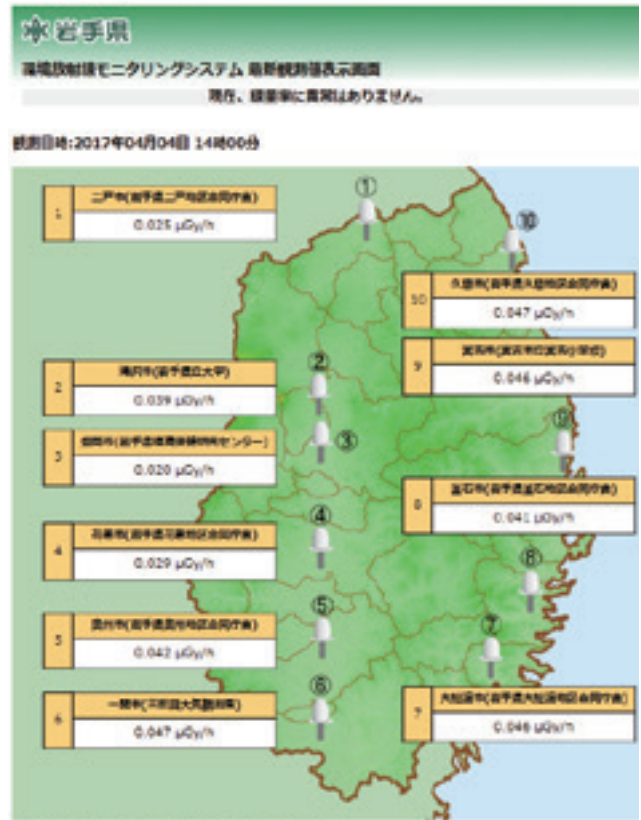 岩手県
環境放射線モニタリングシステム 最新観測値表示画面
現在、線量率に異常はありません。
観測日時:2017年04月04日 14時00分
1 二戸市(岩手県二戸地区合同庁舎)
0.025 μGy/h
2 滝沢市(岩手県立大学)
0.039 μGy/h
3 盛岡市(岩手県環境保健研究センター)
0.020 μGy/h
4 花巻市(岩手県花巻地区合同庁舎)
0.029 μGy/h
5 奥州市(岩手県奥州地区合同庁舎)
0.042 μGy/h
6 一関市
0.047 μGy/h
10 久慈市(岩手県久慈地区合同庁舎)
0.047 μGy/h
9 宮古市(宮古市立宮古小学校)
0.046 μGy/h
8 釜石市(岩手県釜石地区合同庁舎)
0.041 μGy/h
7 大船渡市(岩手県大船渡地区合同庁舎)
0.046 μGy/h
①
⑩
②
③
⑨
④
⑧
⑤
⑦
⑥